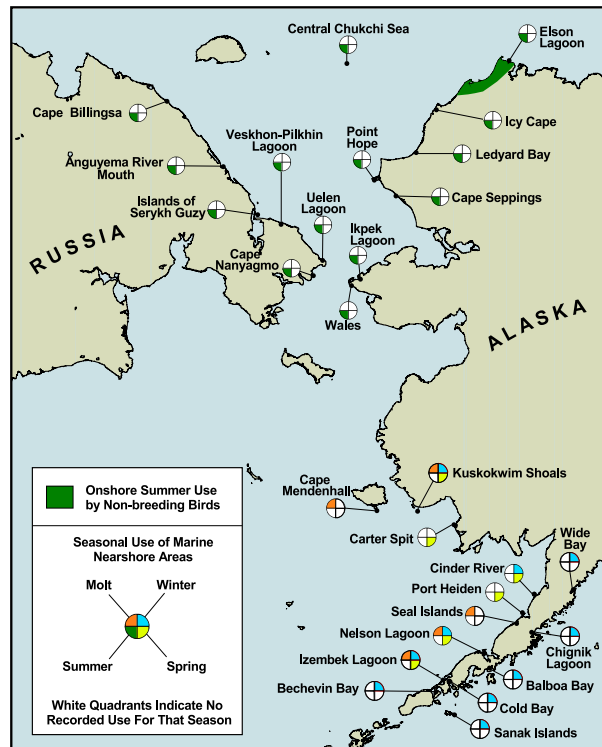 Central Chukchi Sea
Elson
Lagoon
Cape Billingsa
Icy Cape
Veskhon-Pilkhin
Lagoon
Point
Hope
Ledyard Bay
Ånguyema River
Mouth
Cape Seppings
Islands of
Serykh Guzy
Uelen
Lagoon
Ikpek
Lagoon
Cape
Nanyagmo
RUSSIA
Wales
ALASKA
Kuskokwim Shoals
Cape
Mendenhall
Carter Spit
Wide
Bay
Cinder River
Port Heiden
Seal Islands
Nelson Lagoon
Chignik
Lagoon
Izembek Lagoon
Balboa Bay
Bechevin Bay
Cold Bay
Sanak Islands
Onshore Summer Use
by Non-breeding Birds
Seasonal Use of Marine
Nearshore Areas
Molt Winter
Summer Spring
White Quadrants Indicate No
Recorded Use For That Season